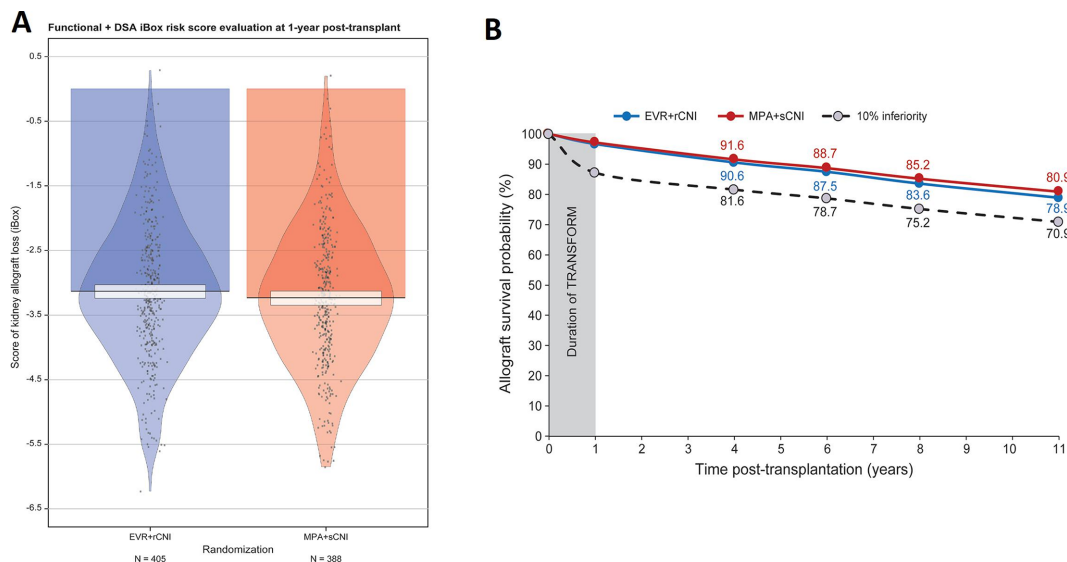 A
Functional + DSA iBox risk score evaluation at 1-year post-transplant
Score of kidney allograft loss (iBox)
0.5
-0.5
-1.5
-2.5
-3.5
-4.5
-5.5
-6.5
EVR+rCNI
MPA+sCNI
Randomization
N = 405
N = 388
B
EVR+rCNI
MPA+sCNI
10% inferiority
Allograft survival probability (%)
100
90
80
70
60
50
40
30
20
10
0
Duration of TRANSFORM
91.6
88.7
85.2
80.9
90.6
87.5
83.6
78.9
81.6
78.7
75.2
70.9
0 1 2 3 4 5 6 7 8 9 10 11
Time post-transplantation (years)